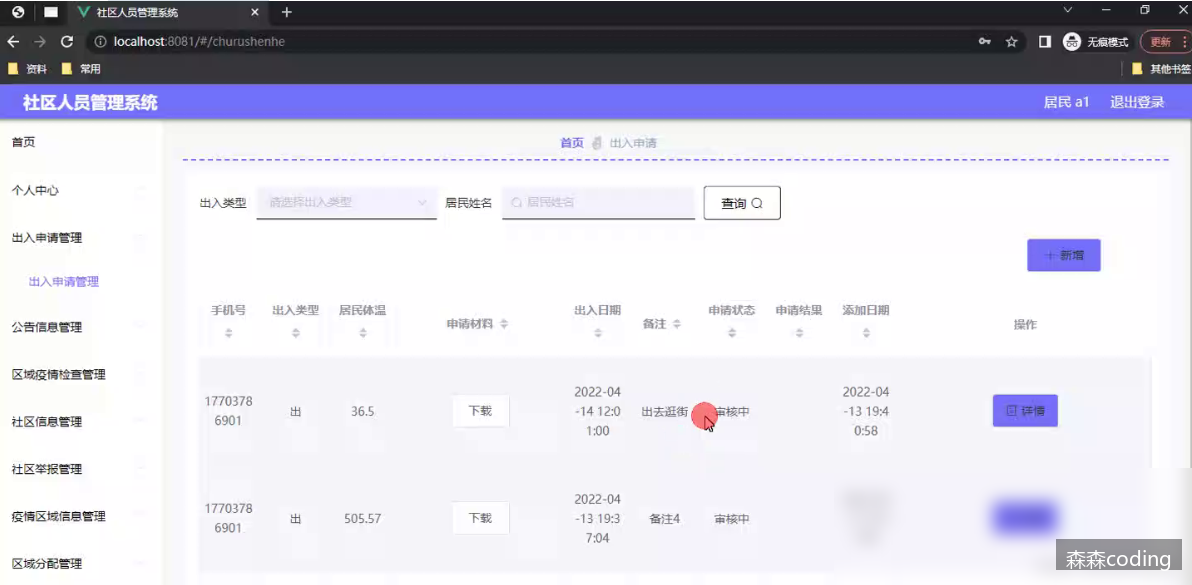 社区人员管理系统
localhost:8081/#/churushenhe
无痕模式
更新
资料
常用
其他书签
社区人员管理系统
居民 a1
退出登录
首页
个人中心
出入申请管理
出入申请管理
公告信息管理
区域疫情检查管理
社区信息管理
社区举报管理
疫情区域信息管理
区域分配管理
首页
出入申请
出入类型
请选择出入类型
居民姓名
居民姓名
查询
新增
手机号
出入类型
居民体温
申请材料
出入日期
备注
申请状态
申请结果
添加日期
操作
1770378
6901
出
36.5
下载
2022-04
-14 12:0
1:00
出去逛街
审核中
2022-04
-13 19:4
0:58
详情
1770378
6901
出
505.57
下载
2022-04
-13 19:3
7:04
备注4
审核中
森森coding